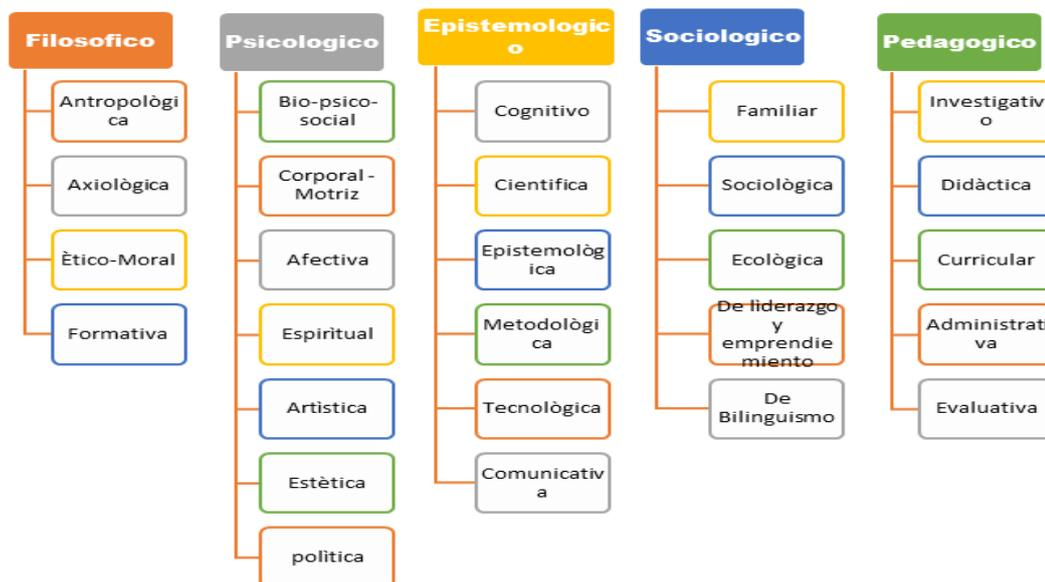 Filosofico
Antropològi
ca
Axiològica
Ètico-Moral
Formativa
Psicologico
Bio-psico-
social
Corporal -
Motriz
Afectiva
Espirìtual
Artìstica
Estètica
polìtica
Epistemologic
o
Cognitivo
Cientifica
Epistemològ
ica
Metodològi
ca
Tecnològica
Comunicativ
a
Sociologico
Familiar
Sociològica
Ecològica
De liderazgo
y
emprendie
miento
De
Bilinguismo
Pedagogico
Investigativ
o
Didàctica
Curricular
Administrati
va
Evaluativa